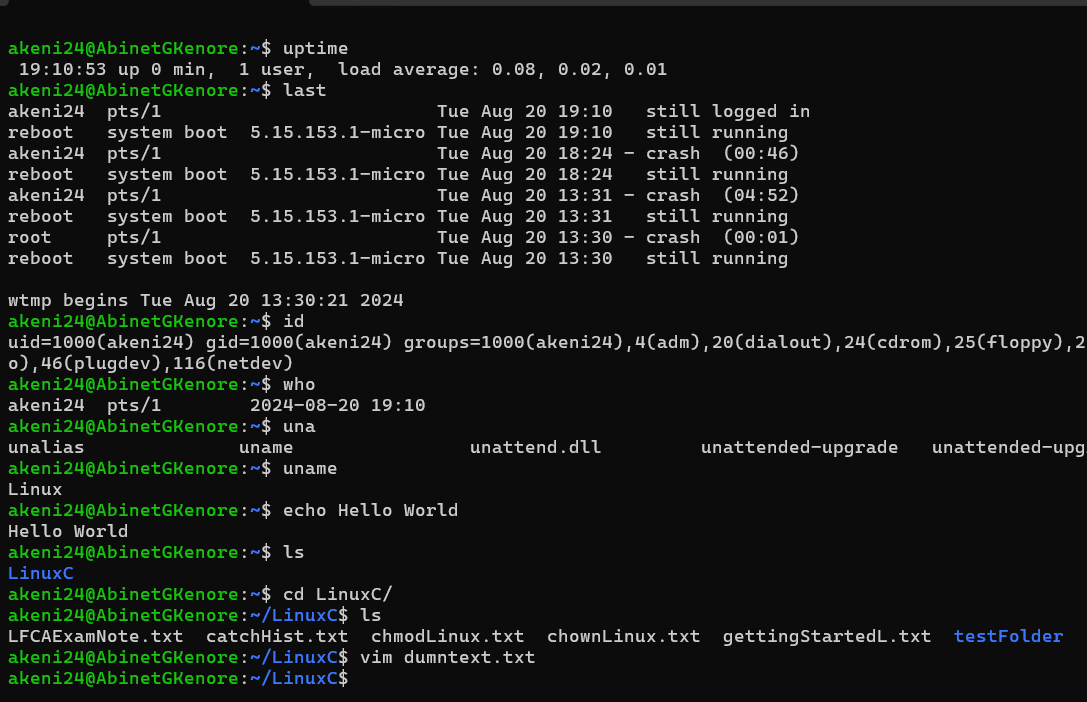 akeni24@AbinetGKenore:~$ uptime
 19:10:53 up 0 min,  1 user,  load average: 0.08, 0.02, 0.01
akeni24@AbinetGKenore:~$ last
akeni24  pts/1                         Tue Aug 20 19:10   still logged in
reboot   system boot  5.15.153.1-micro Tue Aug 20 19:10   still running
akeni24  pts/1                         Tue Aug 20 18:24 - crash  (00:46)
reboot   system boot  5.15.153.1-micro Tue Aug 20 18:24   still running
akeni24  pts/1                         Tue Aug 20 13:31 - crash  (04:52)
reboot   system boot  5.15.153.1-micro Tue Aug 20 13:31   still running
root     pts/1                         Tue Aug 20 13:30 - crash  (00:01)
reboot   system boot  5.15.153.1-micro Tue Aug 20 13:30   still running
wtmp begins Tue Aug 20 13:30:21 2024
akeni24@AbinetGKenore:~$ id
uid=1000(akeni24) gid=1000(akeni24) groups=1000(akeni24),4(adm),20(dialout),24(cdrom),25(floppy),2
o),46(plugdev),116(netdev)
akeni24@AbinetGKenore:~$ who
akeni24  pts/1        2024-08-20 19:10
akeni24@AbinetGKenore:~$ una
unalias              uname                unattend.dll         unattended-upgrade   unattended-upg
akeni24@AbinetGKenore:~$ uname
Linux
akeni24@AbinetGKenore:~$ echo Hello World
Hello World
akeni24@AbinetGKenore:~$ ls
LinuxC
akeni24@AbinetGKenore:~$ cd LinuxC/
akeni24@AbinetGKenore:~/LinuxC$ ls
LFCAExamNote.txt  catchHist.txt  chmodLinux.txt  chownLinux.txt  gettingStartedL.txt  testFolder
akeni24@AbinetGKenore:~/LinuxC$ vim dumntext.txt
akeni24@AbinetGKenore:~/LinuxC$